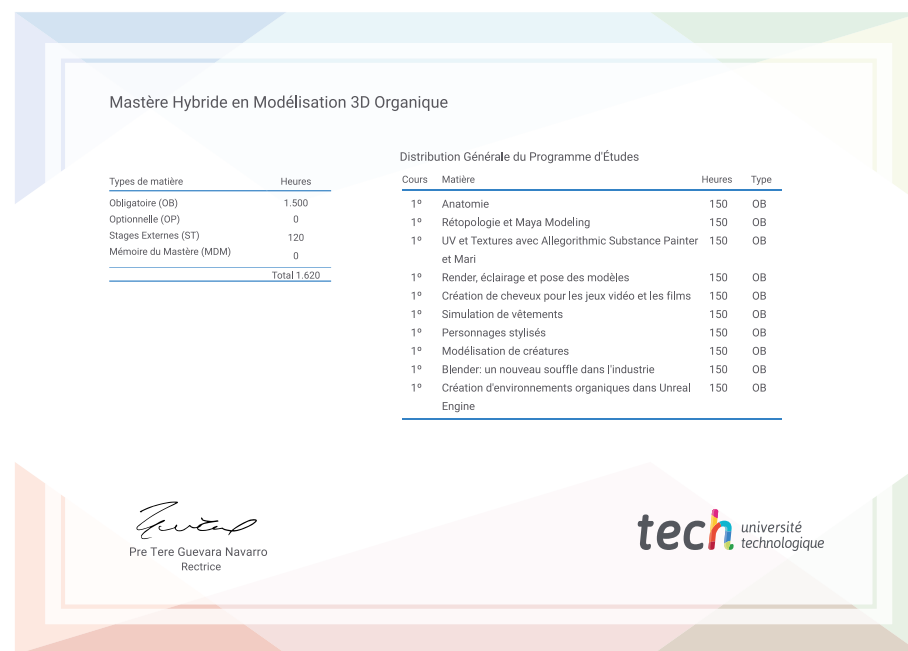 Mastère Hybride en Modélisation 3D Organique
Types de matière Heures
Obligatoire (OB) 1.500
Optionnelle (OP) 0
Stages Externes (ST) 120
Mémoire du Mastère (MDM) 0
Total 1.620
Distribution Générale du Programme d'Études
Cours Matière Heures Type
1º Anatomie 150 OB
1º Rétopologie et Maya Modeling 150 OB
1º UV et Textures avec Allegorithmic Substance Painter 150 OB
et Mari
1º Render, éclairage et pose des modèles 150 OB
1º Création de cheveux pour les jeux vidéo et les films 150 OB
1º Simulation de vêtements 150 OB
1º Personnages stylisés 150 OB
1º Modélisation de créatures 150 OB
1º Blender: un nouveau souffle dans l'industrie 150 OB
1º Création d'environnements organiques dans Unreal 150 OB
Engine
Pre Tere Guevara Navarro
Rectrice
tech université
technologique